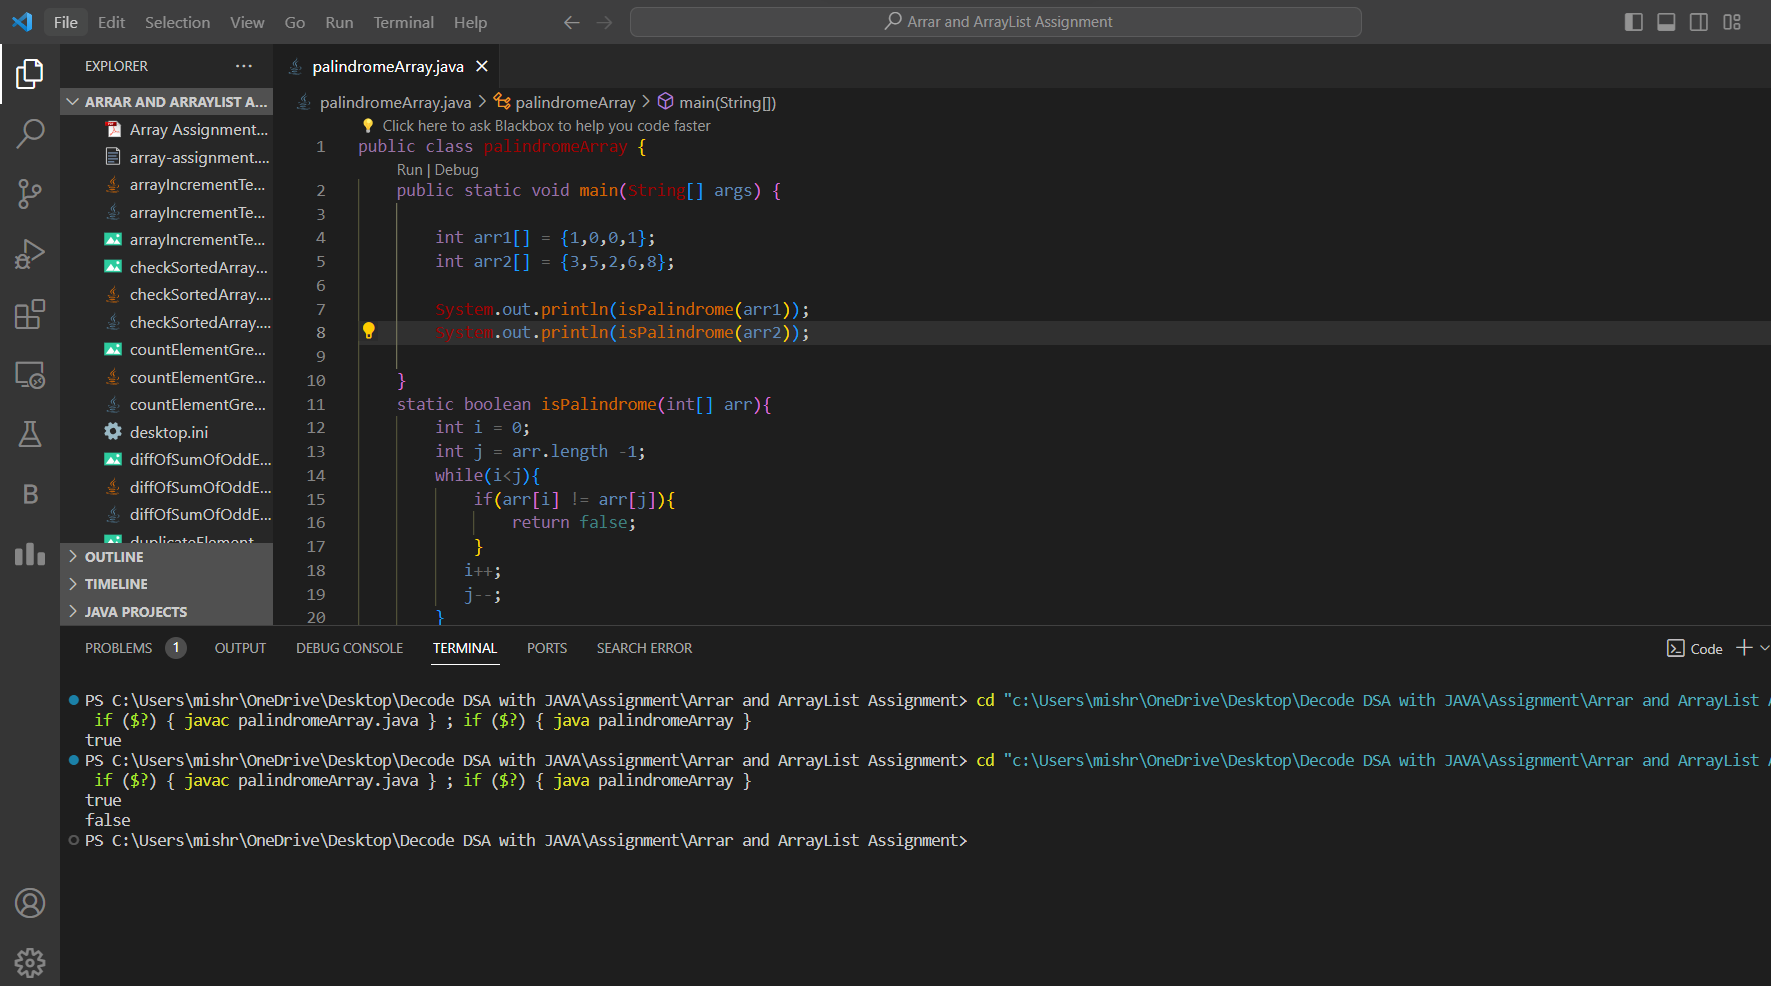 File Edit Selection View Go Run Terminal Help Arrar and ArrayList Assignment
EXPLORER
ARRAR AND ARRAYLIST A...
Array Assignment...
array-assignment....
arrayIncrementTe...
arrayIncrementTe...
arrayIncrementTe...
checkSortedArray...
checkSortedArray....
checkSortedArray....
countElementGre...
countElementGre...
countElementGre...
desktop.ini
diffOfSumOfOddE...
diffOfSumOfOddE...
diffOfSumOfOddE...
duplicateElement
OUTLINE
TIMELINE
JAVA PROJECTS
palindromeArray.java
palindromeArray.java > palindromeArray > main(String[])
Click here to ask Blackbox to help you code faster
1 public class palindromeArray {
Run | Debug
2 public static void main(String[] args) {
3
4 int arr1[] = {1,0,0,1};
5 int arr2[] = {3,5,2,6,8};
6
7 System.out.println(isPalindrome(arr1));
8 System.out.println(isPalindrome(arr2));
9
10 }
11 static boolean isPalindrome(int[] arr){
12 int i = 0;
13 int j = arr.length -1;
14 while(i<j){
15 if(arr[i] != arr[j]){
16 return false;
17 }
18 i++;
19 j--;
20 }
PROBLEMS 1 OUTPUT DEBUG CONSOLE TERMINAL PORTS SEARCH ERROR Code
PS C:\Users\mishr\OneDrive\Desktop\Decode DSA with JAVA\Assignment\Arrar and ArrayList Assignment> cd "c:\Users\mishr\OneDrive\Desktop\Decode DSA with JAVA\Assignment\Arrar and ArrayList A
if ($?) { javac palindromeArray.java } ; if ($?) { java palindromeArray }
true
PS C:\Users\mishr\OneDrive\Desktop\Decode DSA with JAVA\Assignment\Arrar and ArrayList Assignment> cd "c:\Users\mishr\OneDrive\Desktop\Decode DSA with JAVA\Assignment\Arrar and ArrayList A
if ($?) { javac palindromeArray.java } ; if ($?) { java palindromeArray }
true
false
PS C:\Users\mishr\OneDrive\Desktop\Decode DSA with JAVA\Assignment\Arrar and ArrayList Assignment>